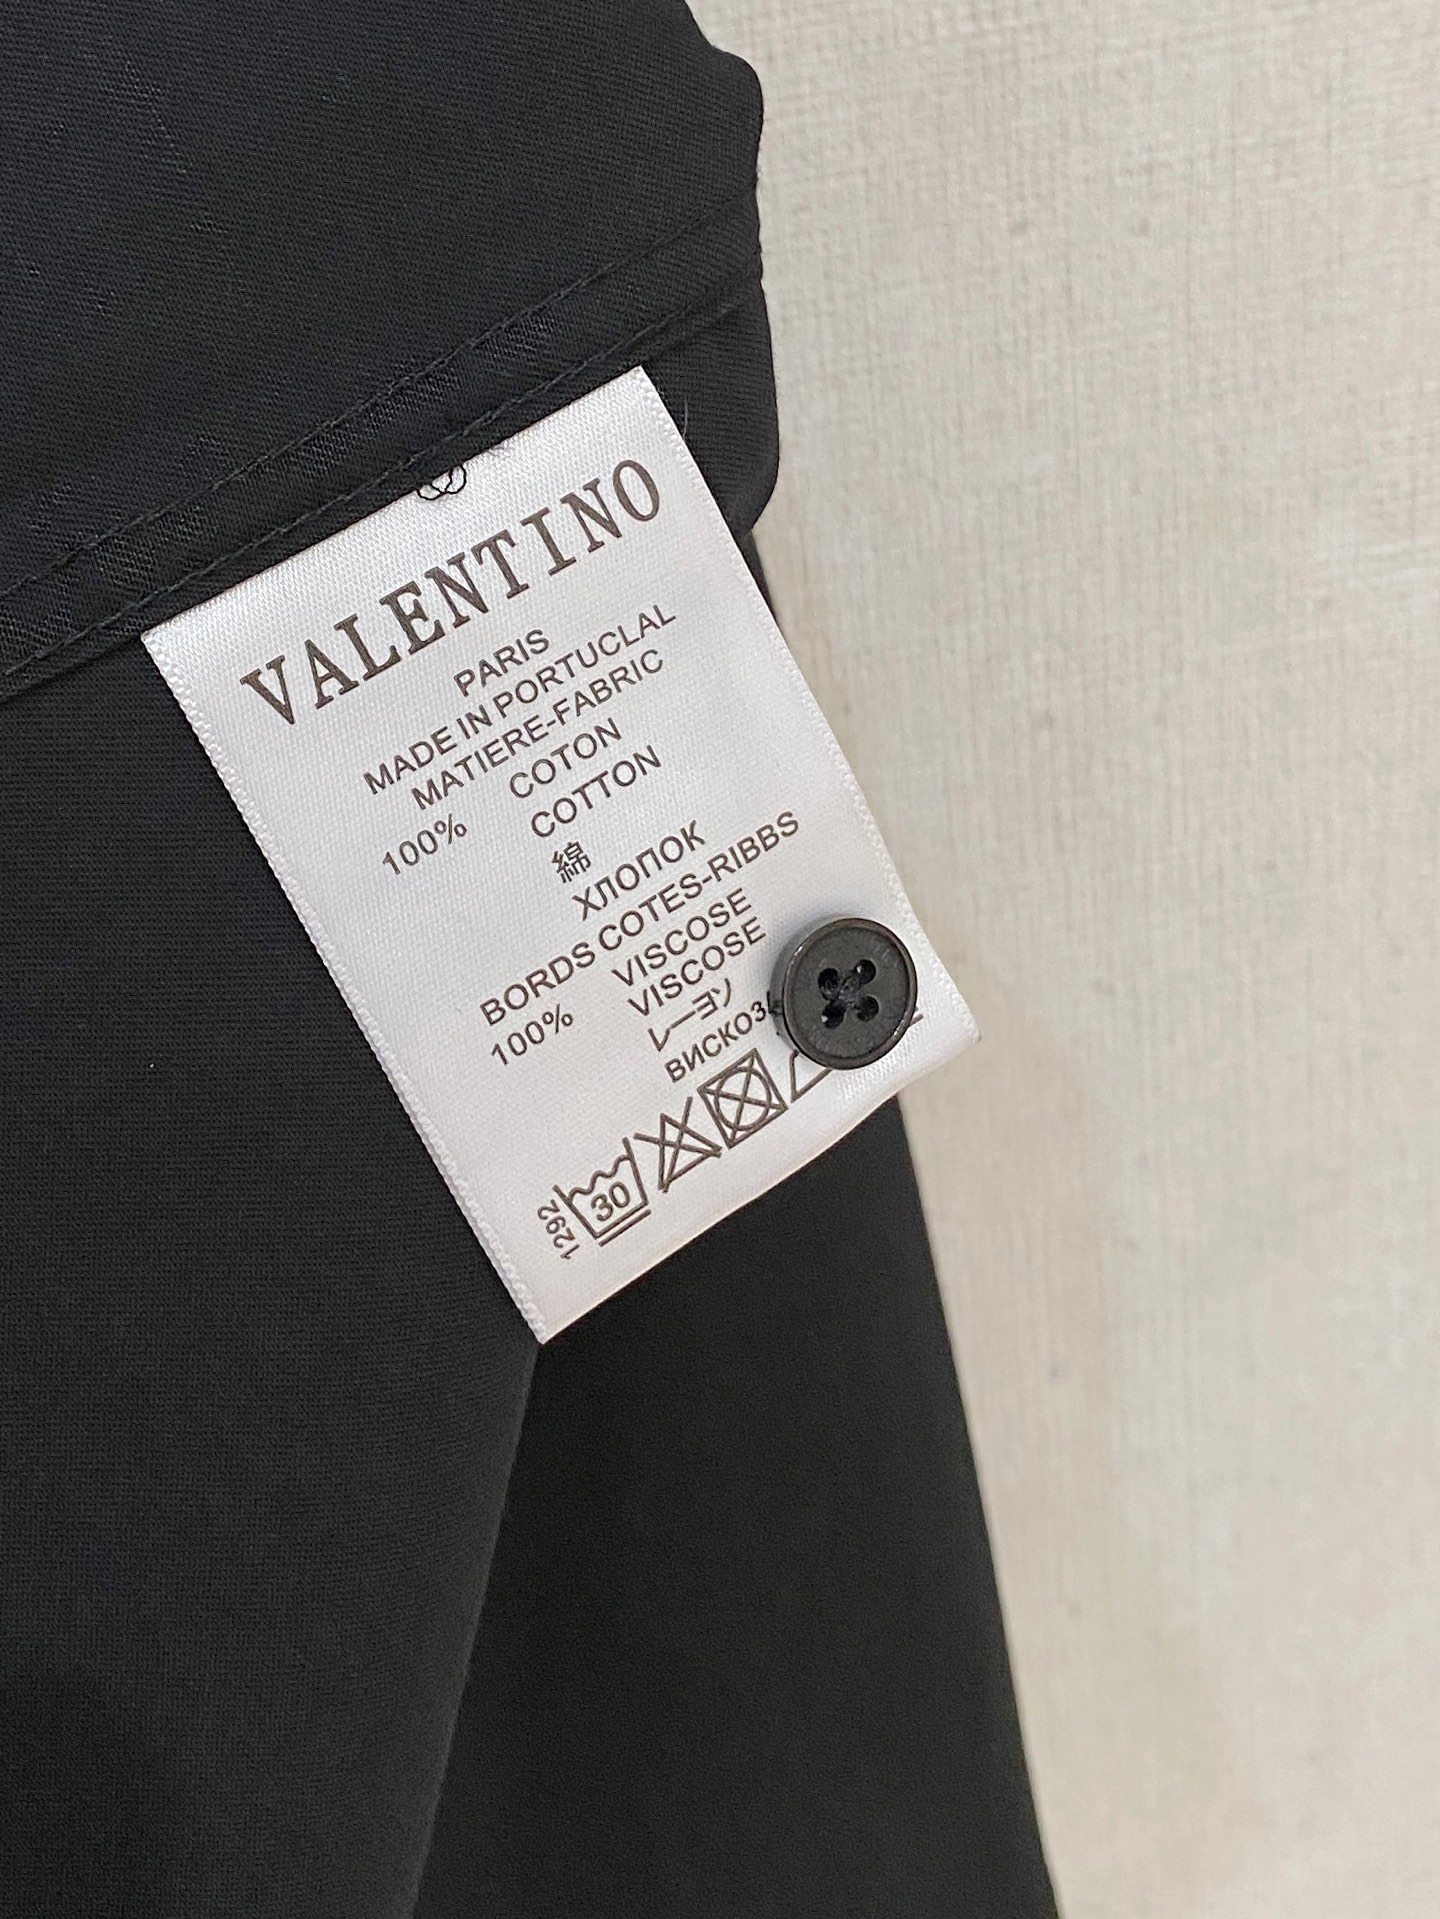 VALENTINO
PARIS
MADE IN PORTUCLAL
MATIERE-FABRIC
100% COTON
COTTON
綿
ХЛОПОК
BORDS COTES-RIBBS
100% VISCOSE
VISCOSE
レーヨン
ВИСКОЗ
1292
30